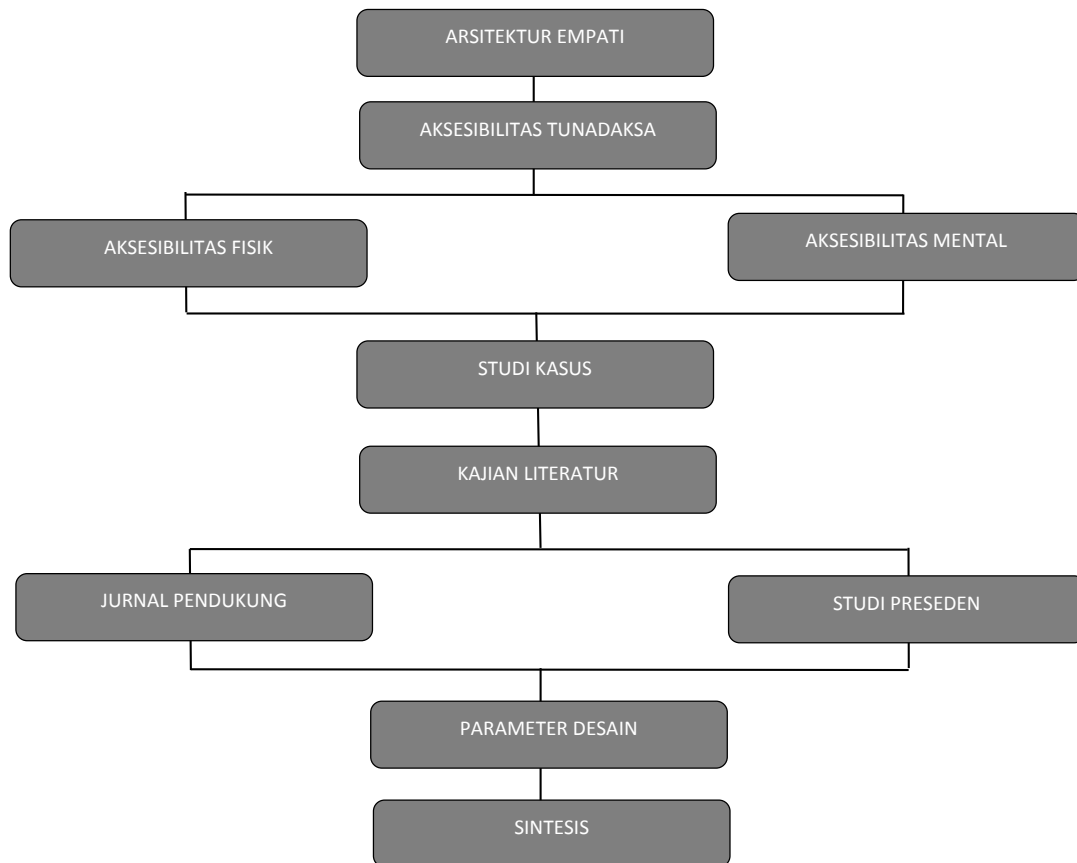 ARSITEKTUR EMPATI
AKSESIBILITAS TUNADAKSA
AKSESIBILITAS FISIK
AKSESIBILITAS MENTAL
STUDI KASUS
KAJIAN LITERATUR
JURNAL PENDUKUNG
STUDI PRESEDEN
PARAMETER DESAIN
SINTESIS